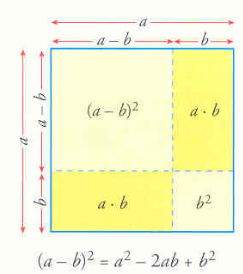 a
a – b b
a – b
a
(a – b)² a · b
b
a · b b²
(a – b)² = a² – 2ab + b²